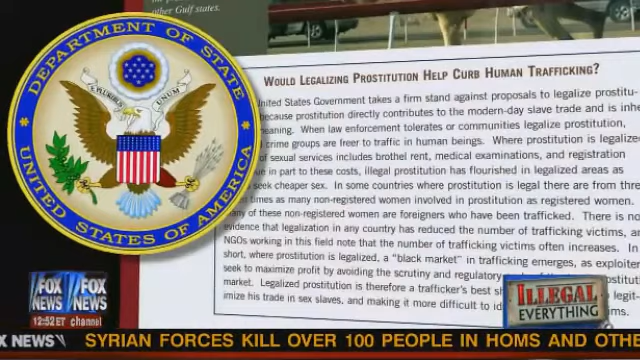 other Gulf states.
DEPARTMENT OF STATE
UNITED STATES OF AMERICA
E PLURIBUS UNUM
WOULD LEGALIZING PROSTITUTION HELP CURB HUMAN TRAFFICKING?
United States Government takes a firm stand against proposals to legalize prostitu-
because prostitution directly contributes to the modern-day slave trade and is inhe
eaning. When law enforcement tolerates or communities legalize prostitution,
crime groups are freer to traffic in human beings. Where prostitution is legalize
of sexual services includes brothel rent, medical examinations, and registration
ue in part to these costs, illegal prostitution has flourished in legalized areas as
seek cheaper sex. In some countries where prostitution is legal there are from three
times as many non-registered women involved in prostitution as registered women.
any of these non-registered women are foreigners who have been trafficked. There is no
evidence that legalization in any country has reduced the number of trafficking victims, an
NGOs working in this field note that the number of trafficking victims often increases. In
short, where prostitution is legalized, a "black market" in trafficking emerges, as exploiter
seek to maximize profit by avoiding the scrutiny and regulatory
prostituti
market. Legalized prostitution is therefore a trafficker's best sh
legit-
imize his trade in sex slaves, and making it more difficult to id
ms.
FOX NEWS
FOX NEWS
12:52 ET channel
ILLEGAL
EVERYTHING
X NEWS
SYRIAN FORCES KILL OVER 100 PEOPLE IN HOMS AND OTHE